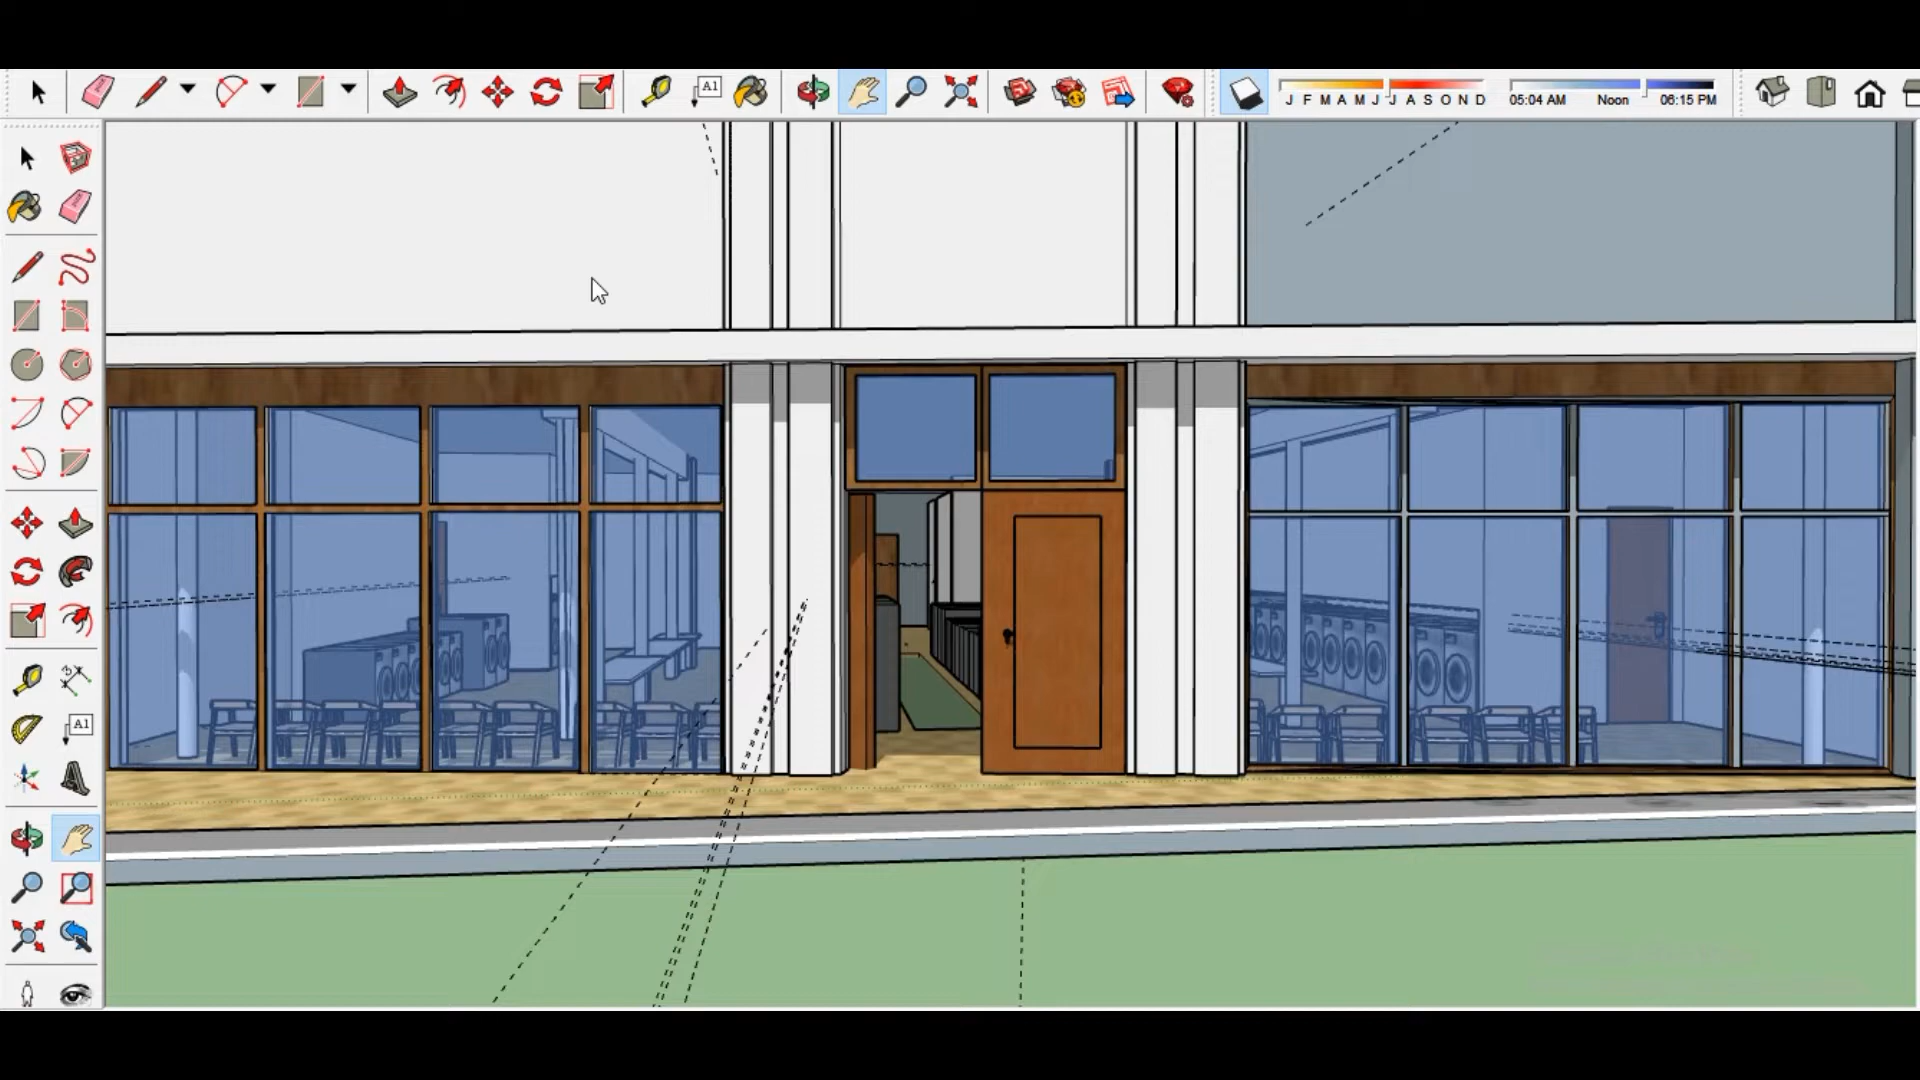 A1
J F M A M J J A S O N D
05:04 AM Noon 06:15 PM
A1